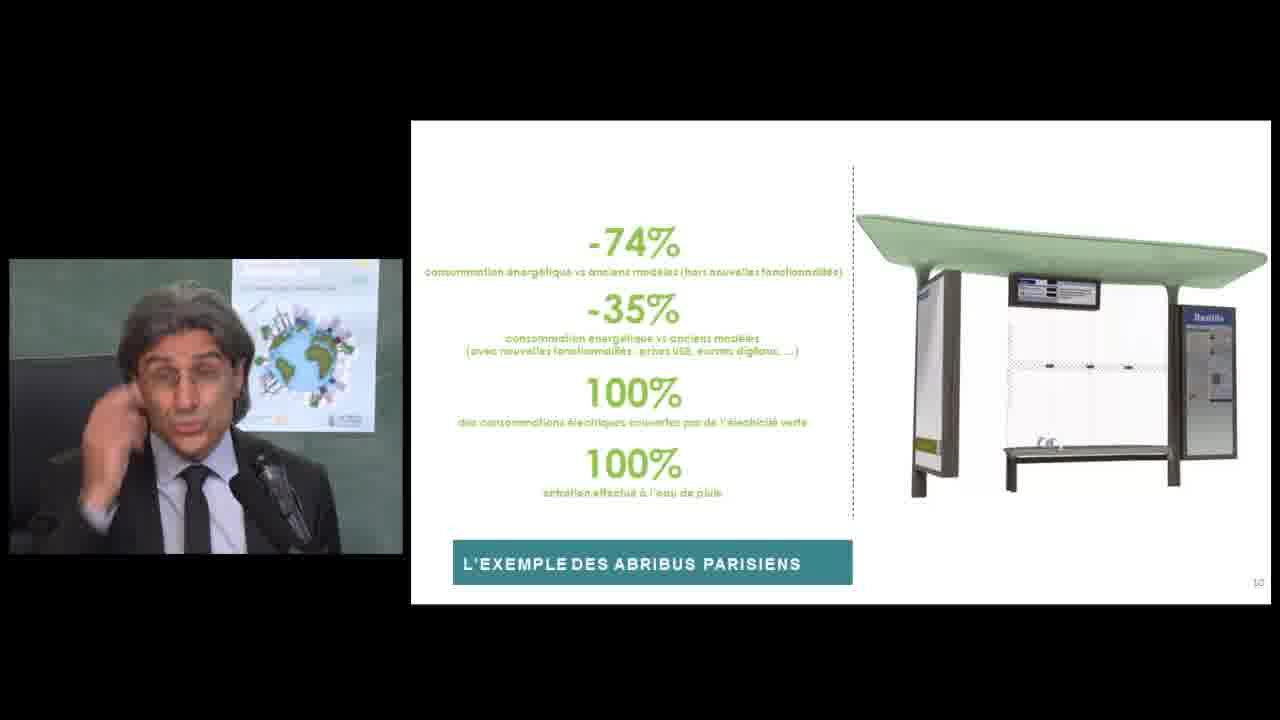 -74%
consommation énergétique vs anciens modèles (hors nouvelles fonctionnalités)
-35%
consommation énergétique vs anciens modèles
(avec nouvelles fonctionnalités : prises USB, écrans digitaux, ...)
100%
des consommations électriques couvertes par de l'électricité verte
100%
entretien effectué à l'eau de pluie
L'EXEMPLE DES ABRIBUS PARISIENS
Bastille
10